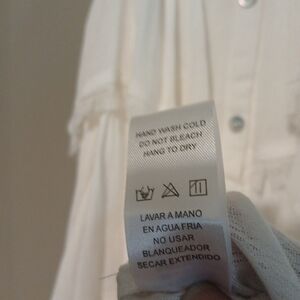 HAND WASH COLD
DO NOT BLEACH
HANG TO DRY
LAVAR A MANO
EN AGUA FRIA
NO USAR
BLANQUEADOR
SECAR EXTENDIDO